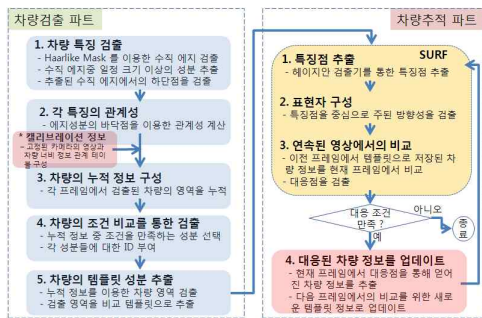 차량검출 파트
1. 차량 특징 검출
- Haarlike Mask 를 이용한 수직 에지 검출
- 수직 에지중 일정 크기 이상의 성분 추출
- 추출된 수직 에지에서의 하단점을 검출
2. 각 특징의 관계성
- 에지성분의 바닥점을 이용한 관계성 계산
* 캘리브레이션 정보
- 고정된 카메라의 영상과
차량 너비 정보 관계 테이
블 구성
3. 차량의 누적 정보 구성
- 각 프레임에서 검출된 차량의 영역을 누적
4. 차량의 조건 비교를 통한 검출
- 누적 정보 중 조건을 만족하는 성분 선택
- 각 성분들에 대한 ID 부여
5. 차량의 템플릿 성분 추출
- 누적 정보를 이용한 차량 영역 검출
- 검출 영역을 비교 템플릿으로 추출
차량추적 파트
SURF
1. 특징점 추출
- 헤이지안 검출기를 통한 특징점 추출
2. 표현자 구성
- 특징점을 중심으로 주된 방향성을 검출
3. 연속된 영상에서의 비교
- 이전 프레임에서 템플릿으로 저장된 차
량 정보를 현재 프레임에서 비교
- 대응점을 검출
대응 조건
만족 ?
아니오
종
료
예
4. 대응된 차량 정보를 업데이트
- 현재 프레임에서 대응점을 통해 얻어
진 차량 정보를 추출
- 다음 프레임에서의 비교를 위한 새로
운 템플릿 정보로 업데이트